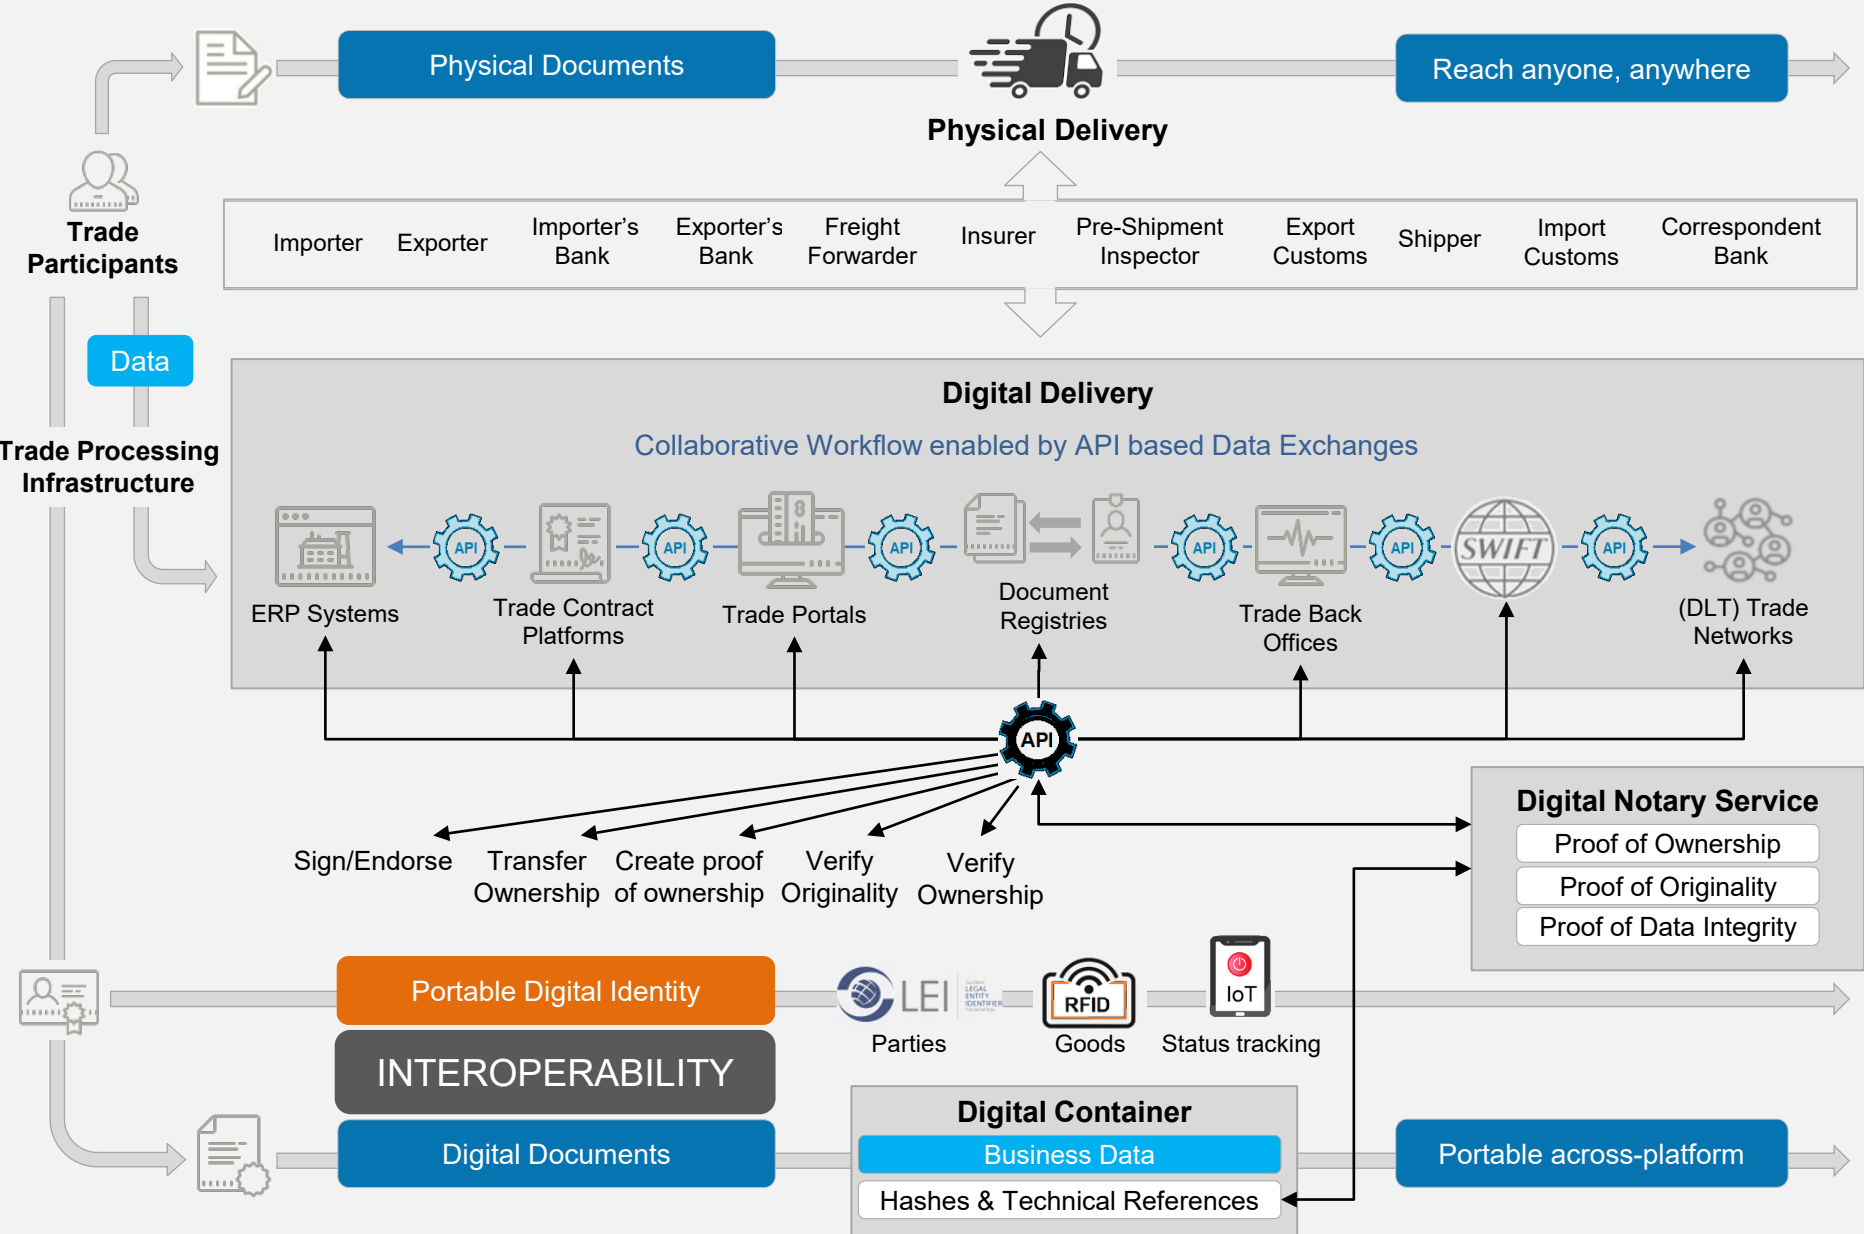 Physical Documents
Reach anyone, anywhere
Physical Delivery
Trade
Participants
Importer
Exporter
Importer’s
Bank
Exporter’s
Bank
Freight
Forwarder
Insurer
Pre-Shipment
Inspector
Export
Customs
Shipper
Import
Customs
Correspondent
Bank
Data
Trade Processing
Infrastructure
Digital Delivery
Collaborative Workflow enabled by API based Data Exchanges
API
API
API
API
API
SWIFT
API
ERP Systems
Trade Contract
Platforms
Trade Portals
Document
Registries
Trade Back
Offices
(DLT) Trade
Networks
API
Sign/Endorse
Transfer
Ownership
Create proof
of ownership
Verify
Originality
Verify
Ownership
Digital Notary Service
Proof of Ownership
Proof of Originality
Proof of Data Integrity
Portable Digital Identity
LEI
LEGAL
ENTITY
IDENTIFIER
RFID
IoT
Parties
Goods
Status tracking
INTEROPERABILITY
Digital Container
Digital Documents
Business Data
Hashes & Technical References
Portable across-platform